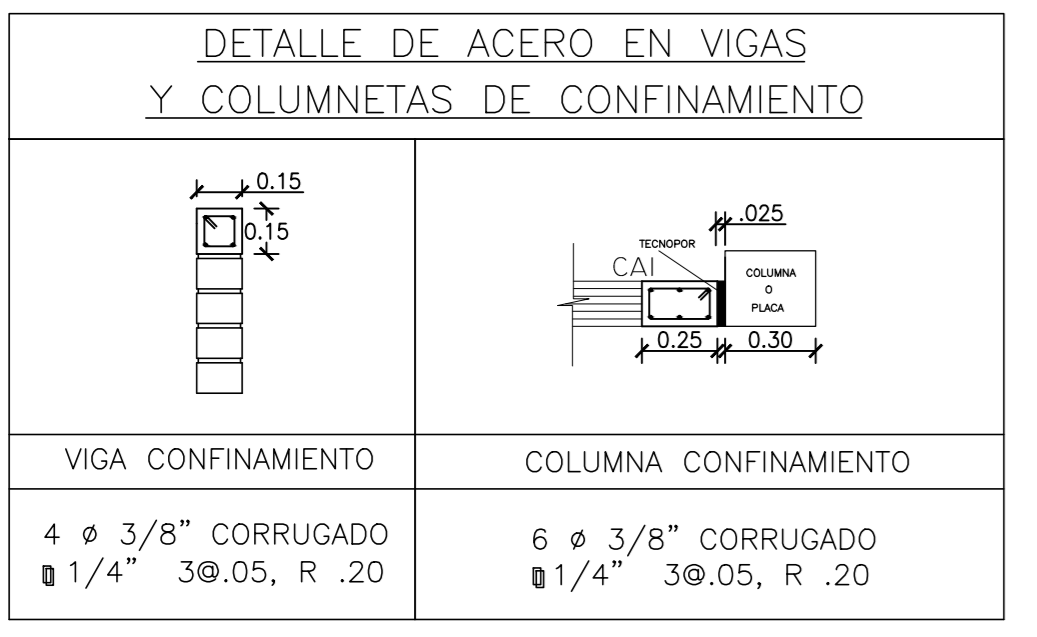 DETALLE DE ACERO EN VIGAS
Y COLUMNETAS DE CONFINAMIENTO
0.15
0.15
.025
TECNOPOR
CAI
COLUMNA
O
PLACA
0.25
0.30
VIGA CONFINAMIENTO
COLUMNA CONFINAMIENTO
4 ø 3/8” CORRUGADO
1/4” 3@.05, R .20
6 ø 3/8” CORRUGADO
1/4” 3@.05, R .20